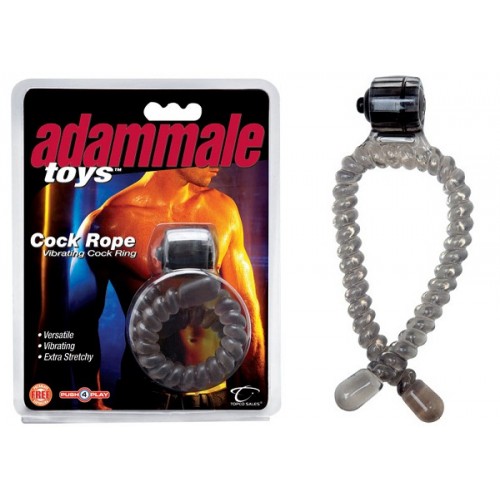 adammale
toys™
Cock Rope
Vibrating Cock Ring
• Versatile
• Vibrating
• Extra Stretchy
FREE
PUSH 4 PLAY
TOPCO SALES